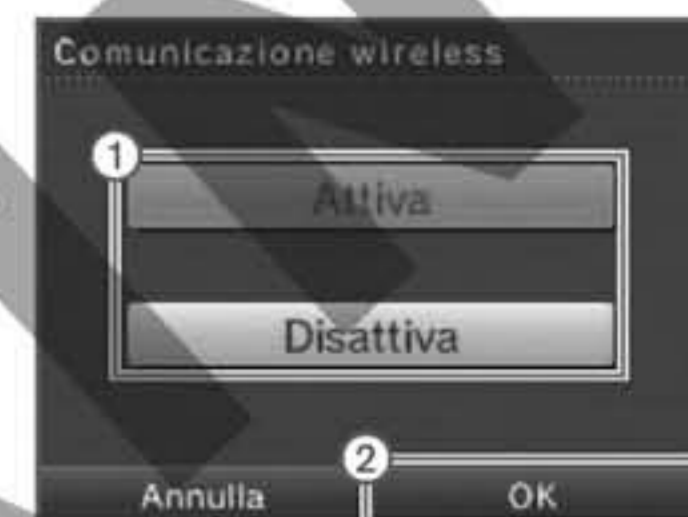 Comunicazione wireless
1
Attiva
Disattiva
2
Annulla OK